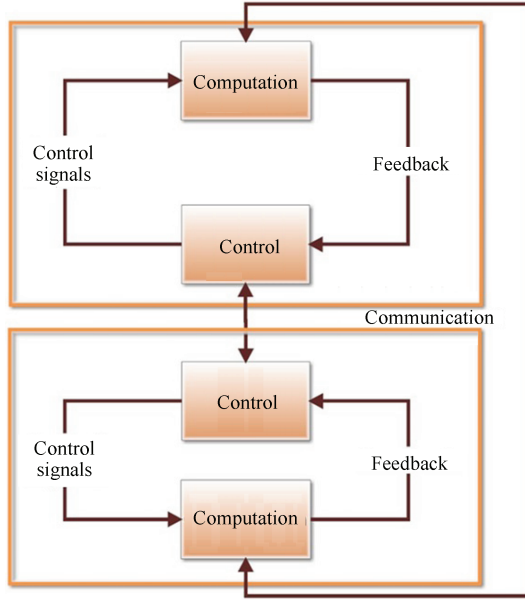 Computation
Control
signals
Feedback
Control
Communication
Control
Control
signals
Feedback
Computation